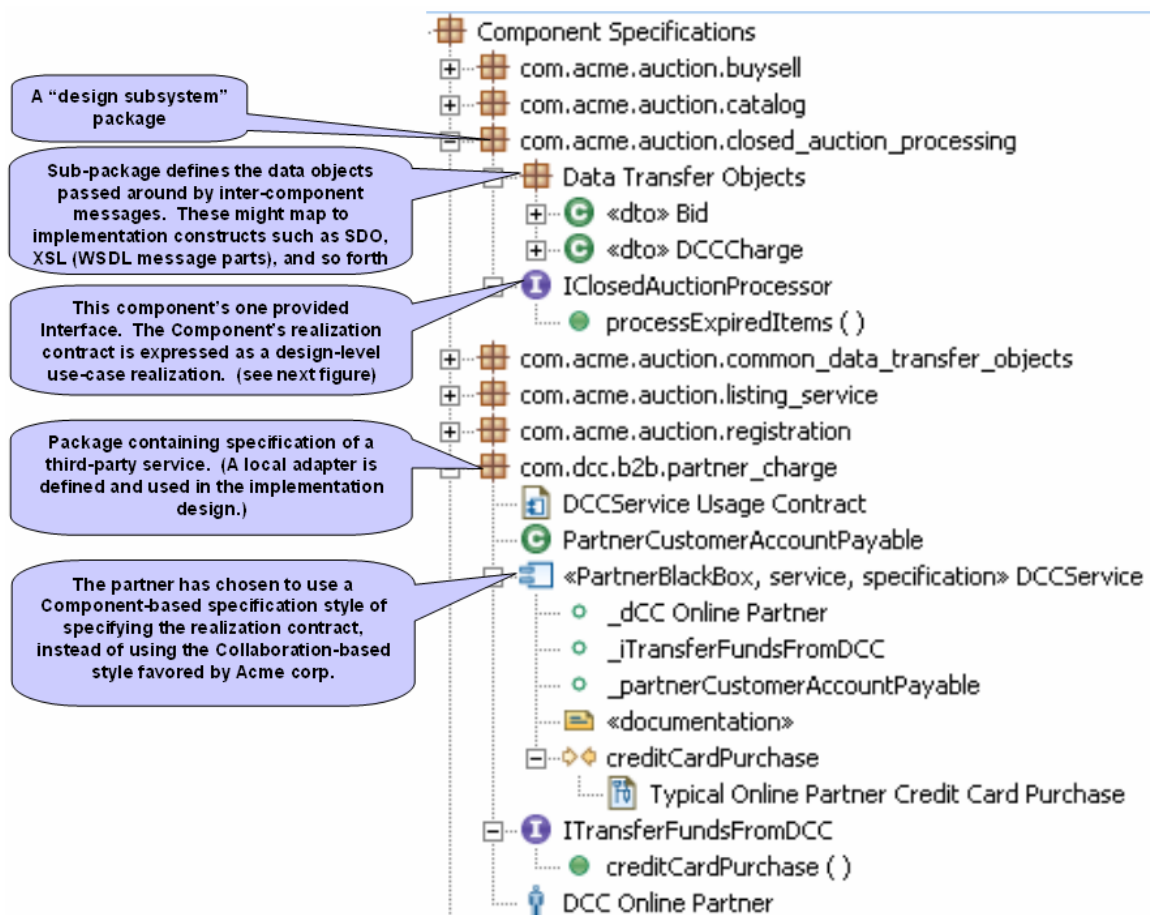 Component Specifications
com.acme.auction.buysell
com.acme.auction.catalog
com.acme.auction.closed_auction_processing
Data Transfer Objects
«dto» Bid
«dto» DCCCharge
IClosedAuctionProcessor
processExpiredItems ( )
com.acme.auction.common_data_transfer_objects
com.acme.auction.listing_service
com.acme.auction.registration
com.dcc.b2b.partner_charge
DCCService Usage Contract
PartnerCustomerAccountPayable
«PartnerBlackBox, service, specification» DCCService
_dCC Online Partner
_iTransferFundsFromDCC
_partnerCustomerAccountPayable
«documentation»
creditCardPurchase
Typical Online Partner Credit Card Purchase
ITransferFundsFromDCC
creditCardPurchase ( )
DCC Online Partner
A “design subsystem”
package
Sub-package defines the data objects
passed around by inter-component
messages. These might map to
implementation constructs such as SDO,
XSL (WSDL message parts), and so forth
This component's one provided
Interface. The Component's realization
contract is expressed as a design-level
use-case realization. (see next figure)
Package containing specification of a
third-party service. (A local adapter is
defined and used in the implementation
design.)
The partner has chosen to use a
Component-based specification style of
specifying the realization contract,
instead of using the Collaboration-based
style favored by Acme corp.